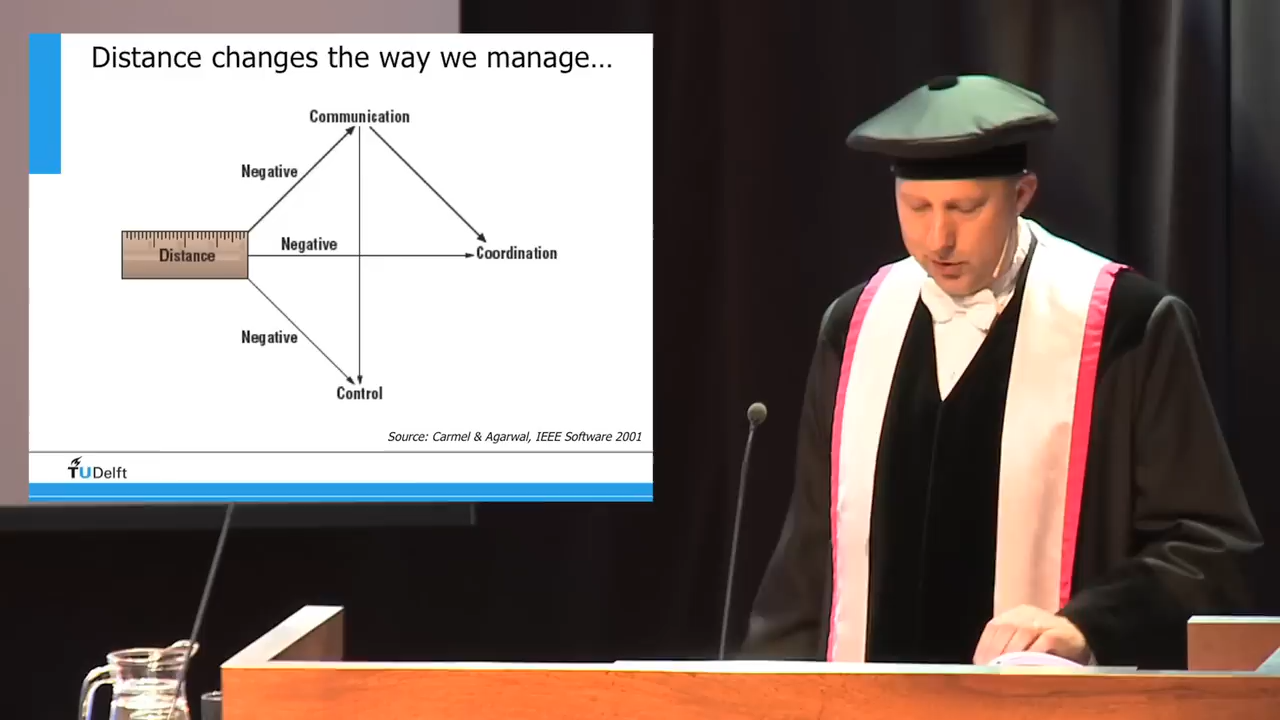 Distance changes the way we manage…
Communication
Negative
Negative
Distance
Coordination
Negative
Control
Source: Carmel & Agarwal, IEEE Software 2001
TUDelft